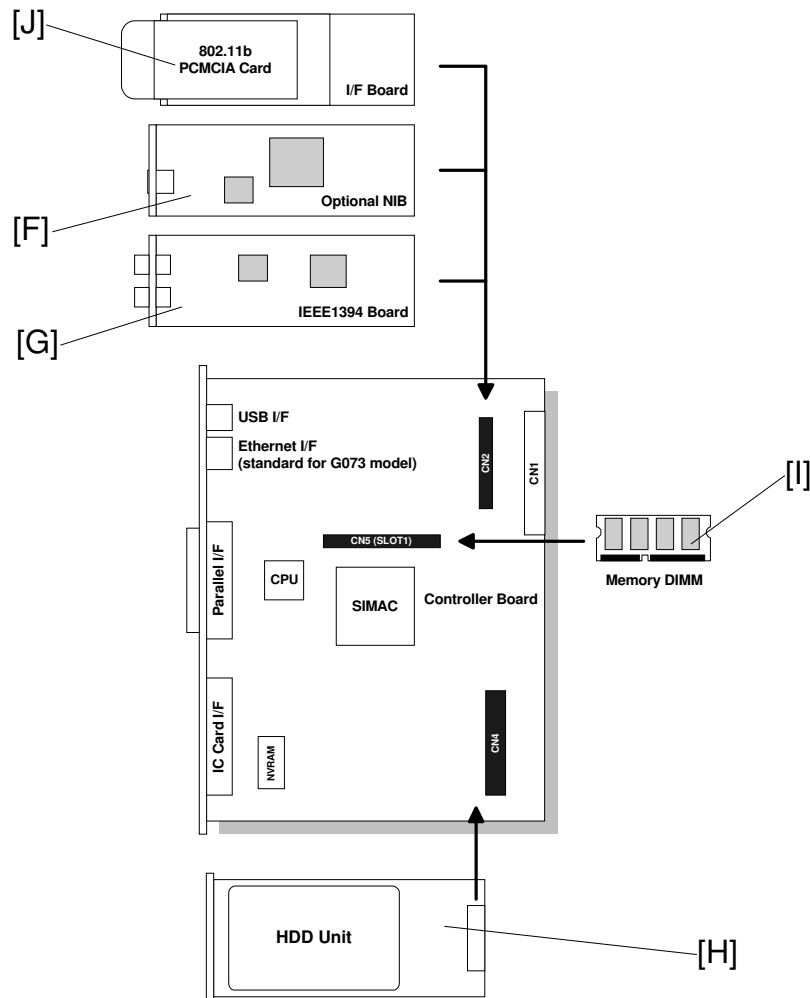 [J]
802.11b
PCMCIA Card
I/F Board
Optional NIB
[F]
IEEE1394 Board
[G]
USB I/F
Ethernet I/F
(standard for G073 model)
CN2
CN1
[I]
CN5 (SLOT1)
Parallel I/F
CPU
SIMAC
Controller Board
Memory DIMM
IC Card I/F
NVRAM
CN4
HDD Unit
[H]